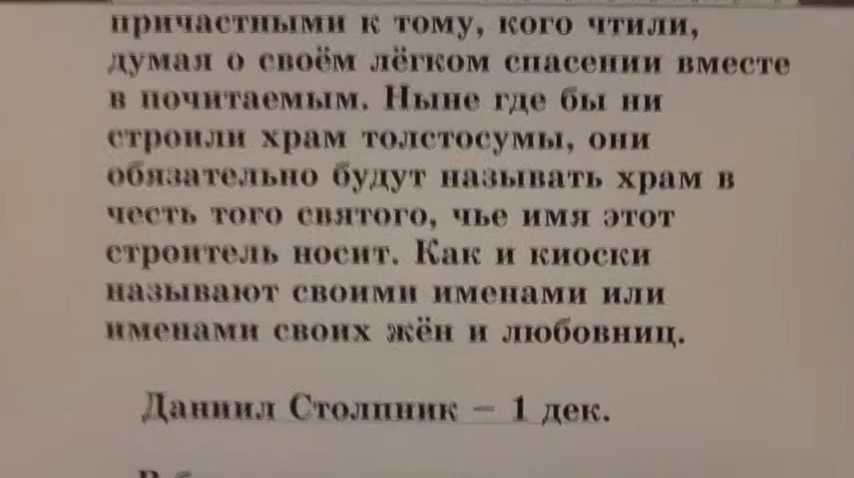 причастными к тому, кого чтили,
думая о своём лёгком спасении вместе
в почитаемым. Ныне где бы ни
строили храм толстосумы, они
обязательно будут называть храм в
честь того святого, чье имя этот
строитель носит. Как и киоски
называют своими именами или
именами своих жён и любовниц.
Даниил Столпник – 1 дек.